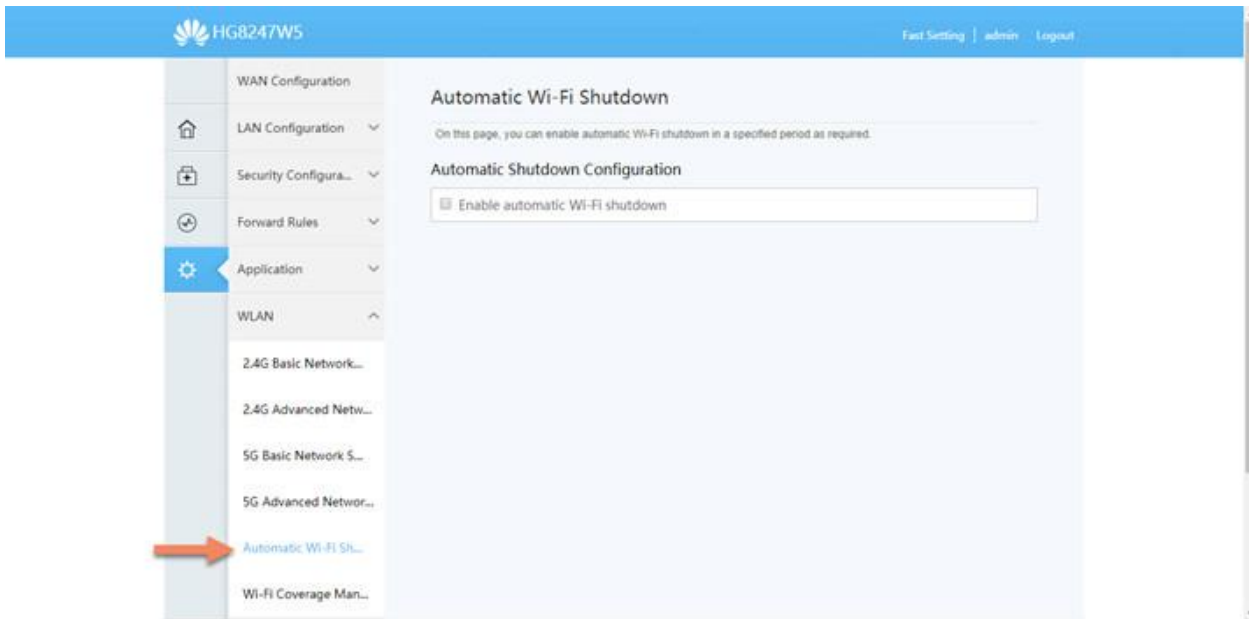 HG8247W5
Fast Setting | admin Logout
WAN Configuration
LAN Configuration
Security Configura...
Forward Rules
Application
WLAN
2.4G Basic Network...
2.4G Advanced Netw...
5G Basic Network S...
5G Advanced Networ...
Automatic Wi-Fi Sh...
Wi-Fi Coverage Man...
Automatic Wi-Fi Shutdown
On this page, you can enable automatic Wi-Fi shutdown in a specified period as required.
Automatic Shutdown Configuration
Enable automatic Wi-Fi shutdown